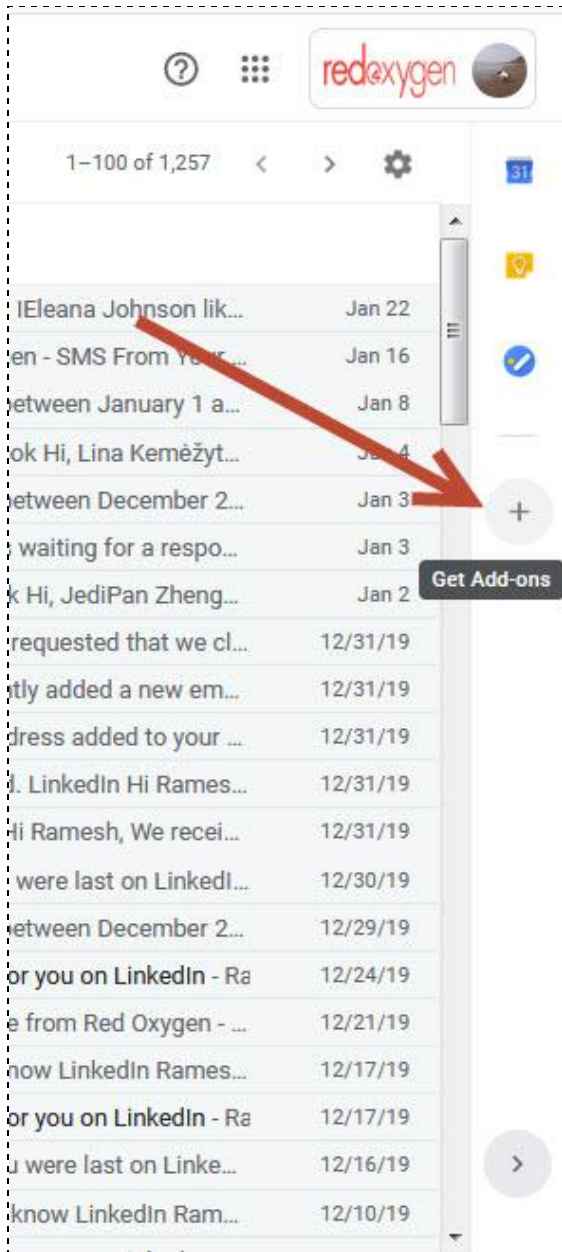 redoxygen
1–100 of 1,257
31
IEleana Johnson lik... Jan 22
en - SMS From Your ... Jan 16
etween January 1 a... Jan 8
ok Hi, Lina Kemėžyt... Jan 4
etween December 2... Jan 3
waiting for a respo... Jan 3
k Hi, JediPan Zheng... Jan 2
Get Add-ons
requested that we cl... 12/31/19
tly added a new em... 12/31/19
dress added to your ... 12/31/19
. LinkedIn Hi Rames... 12/31/19
Hi Ramesh, We recei... 12/31/19
were last on LinkedI... 12/30/19
etween December 2... 12/29/19
or you on LinkedIn - Ra 12/24/19
e from Red Oxygen - ... 12/21/19
now LinkedIn Rames... 12/17/19
or you on LinkedIn - Ra 12/17/19
u were last on Linke... 12/16/19
know LinkedIn Ram... 12/10/19